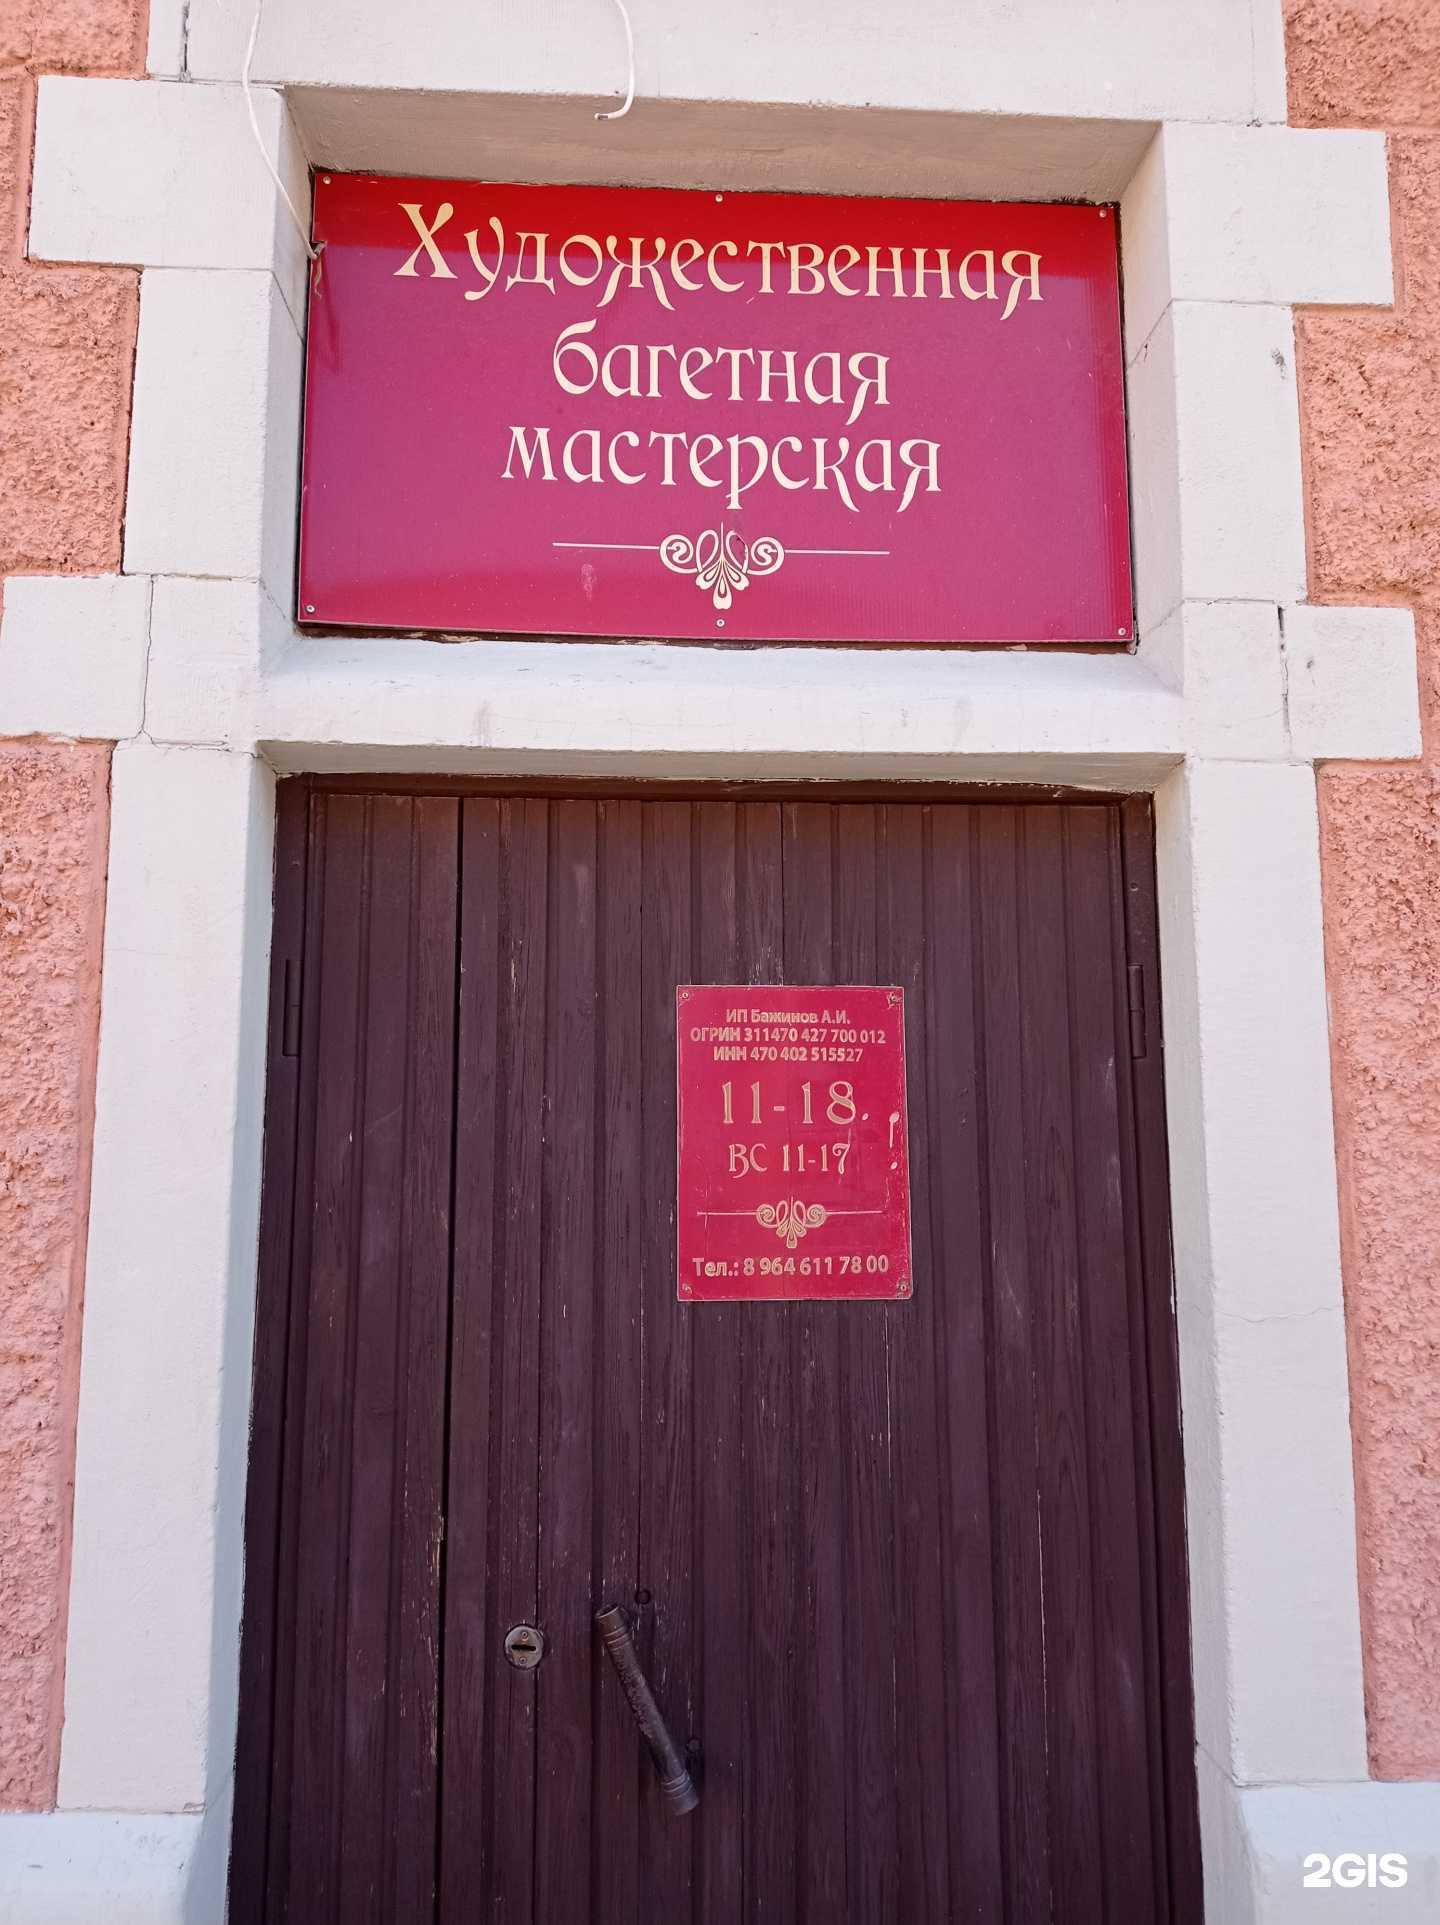 Художественная
багетная
мастерская
ИП Бажинов А.И.
ОГРИН 311470 427 700 012
ИНН 470 402 515527
11-18
ВС 11-17
Тел.: 8 964 611 78 00
2GIS